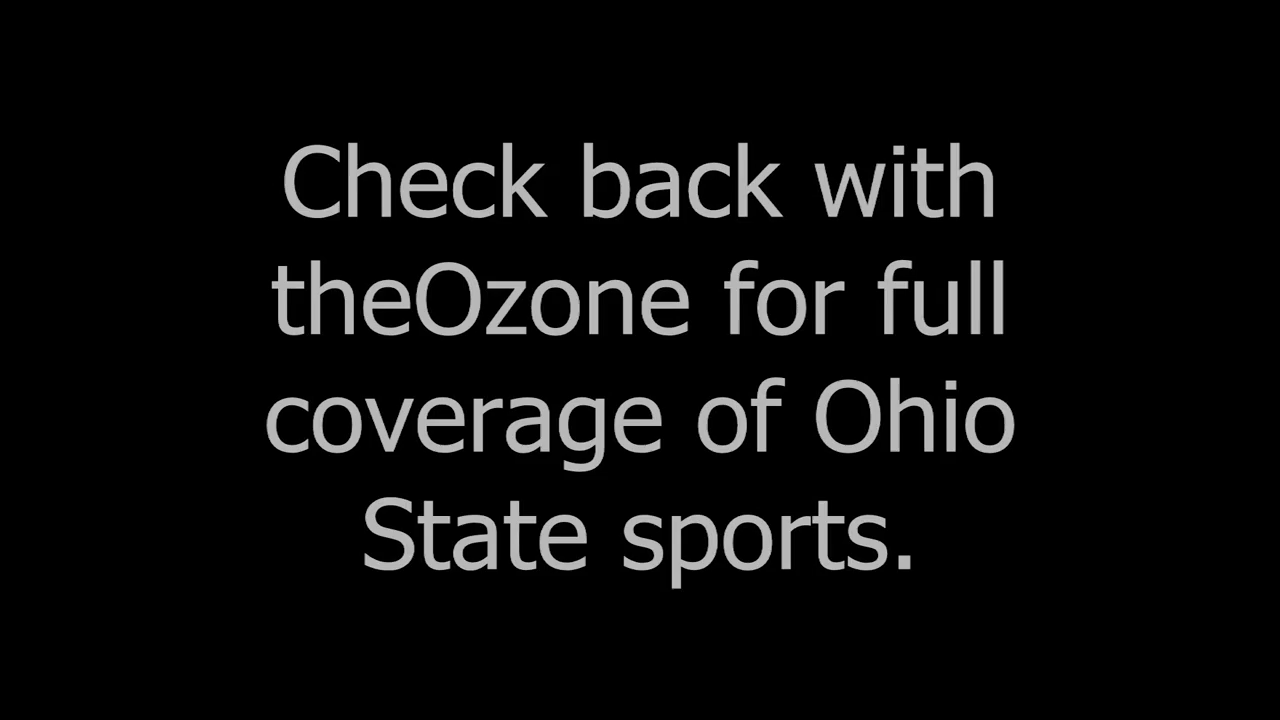 Check back with
theOzone for full
coverage of Ohio
State sports.